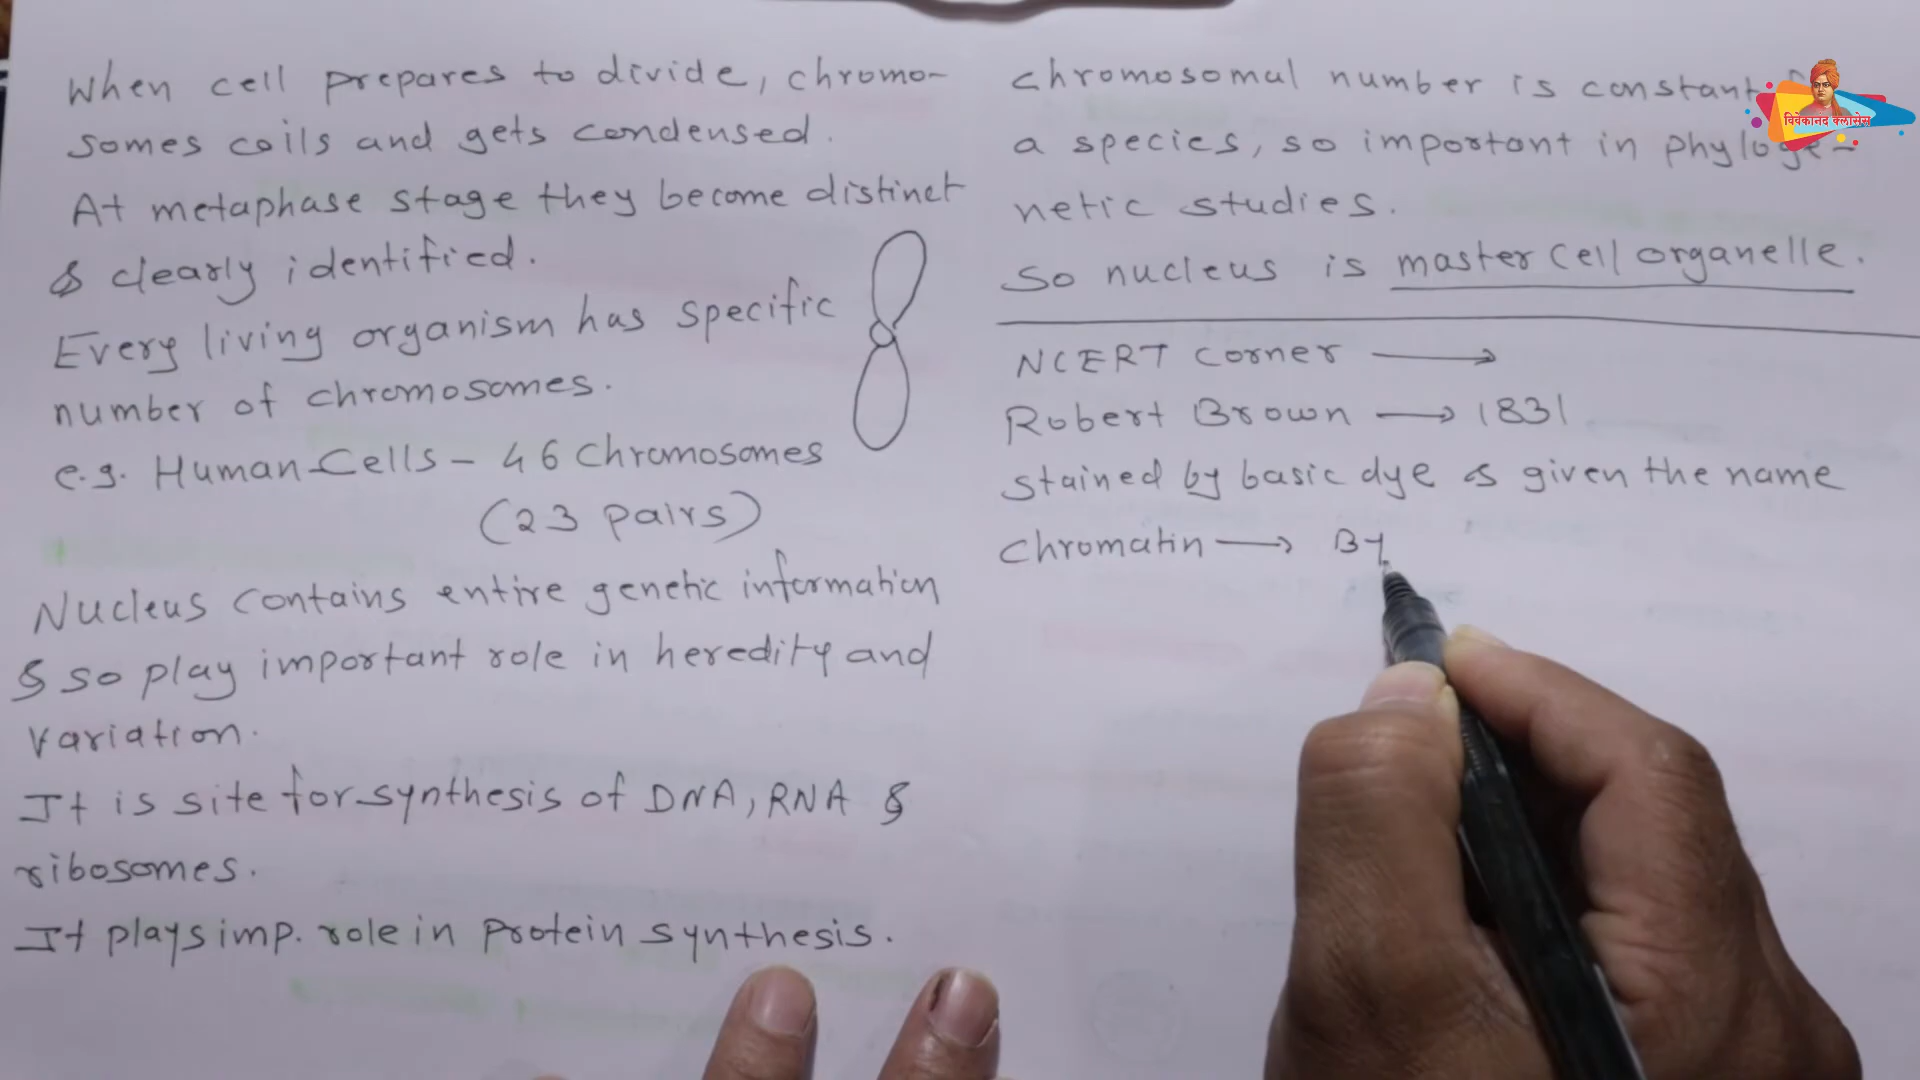 When cell prepares to divide, chromo-
somes coils and gets condensed.
At metaphase stage they become distinct
& clearly identified.
Every living organism has specific
number of chromosomes.
e.g. Human Cells - 46 Chromosomes
(23 pairs)
Nucleus contains entire genetic information
& so play important role in heredity and
variation.
It is site for synthesis of DNA, RNA &
ribosomes.
It plays imp. role in protein synthesis.
chromosomal number is constant
a species, so important in phyloge-
netic studies.
So nucleus is master cell organelle.
NCERT Corner →
Robert Brown → 1831
stained by basic dye & given the name
Chromatin → By
विवेकानंद क्लासेस